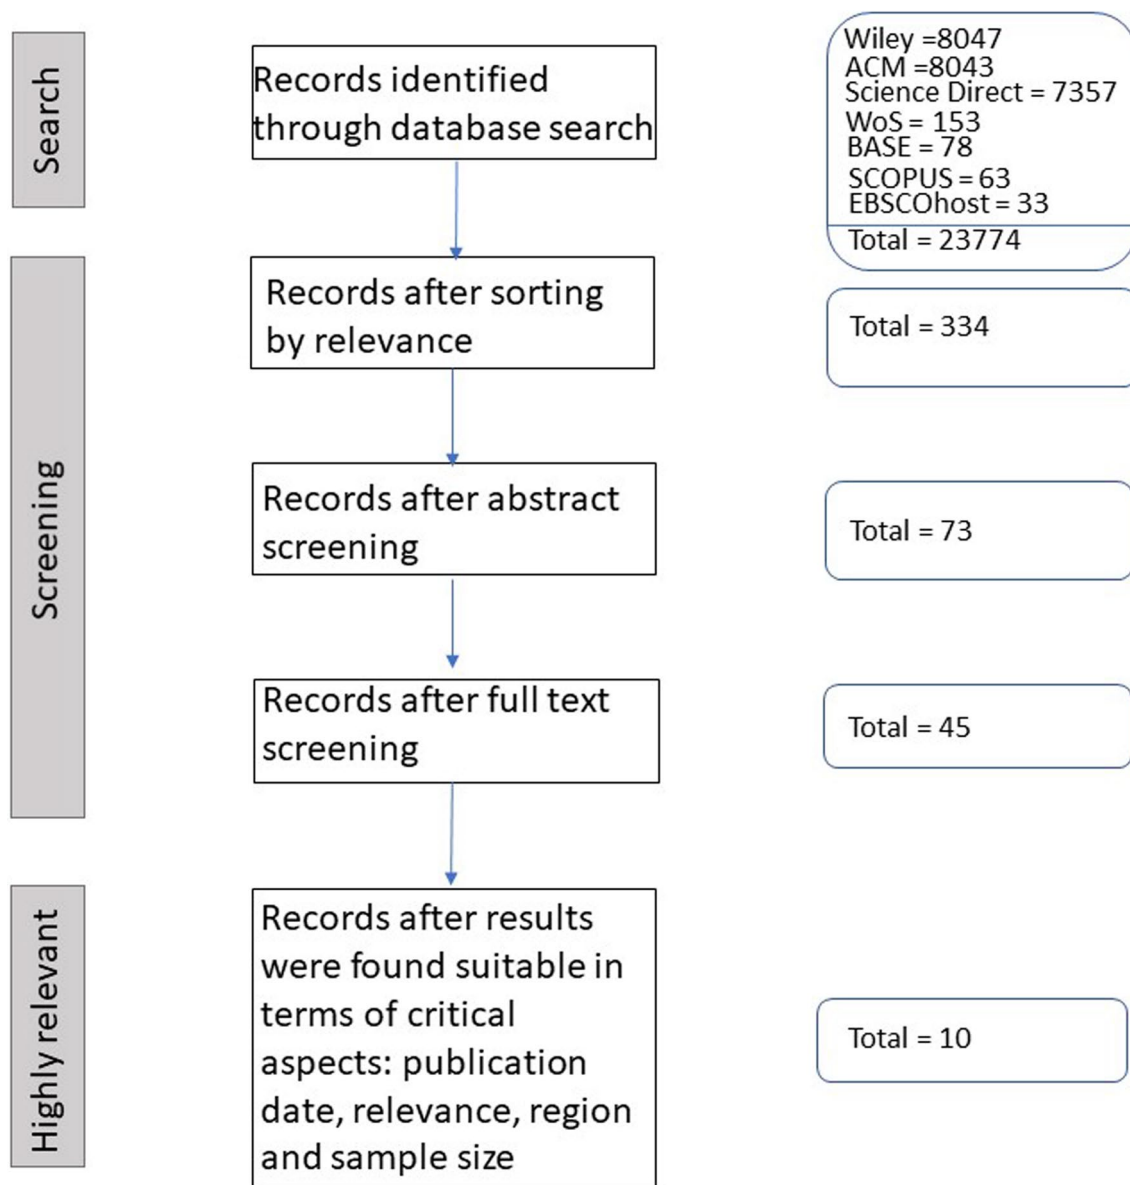 Search
Records identified
through database search
Wiley =8047
ACM =8043
Science Direct = 7357
WoS = 153
BASE = 78
SCOPUS = 63
EBSCOhost = 33
Total = 23774
Screening
Records after sorting
by relevance
Total = 334
Records after abstract
screening
Total = 73
Records after full text
screening
Total = 45
Highly relevant
Records after results
were found suitable in
terms of critical
aspects: publication
date, relevance, region
and sample size
Total = 10